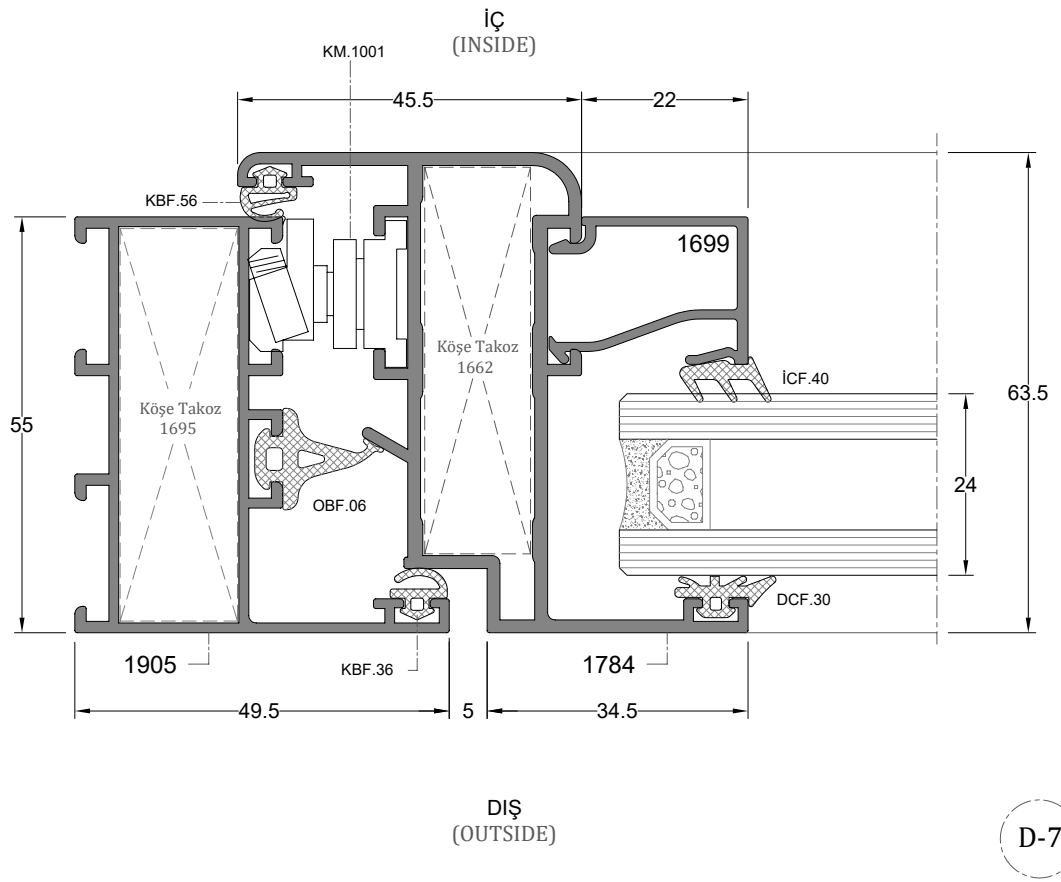 İÇ
(INSIDE)
KM.1001
45.5
22
KBF.56
1699
Köşe Takoz
1662
İCF.40
63.5
Köşe Takoz
1695
55
24
OBF.06
DCF.30
1905
KBF.36
1784
49.5
5
34.5
DIŞ
(OUTSIDE)
D-7